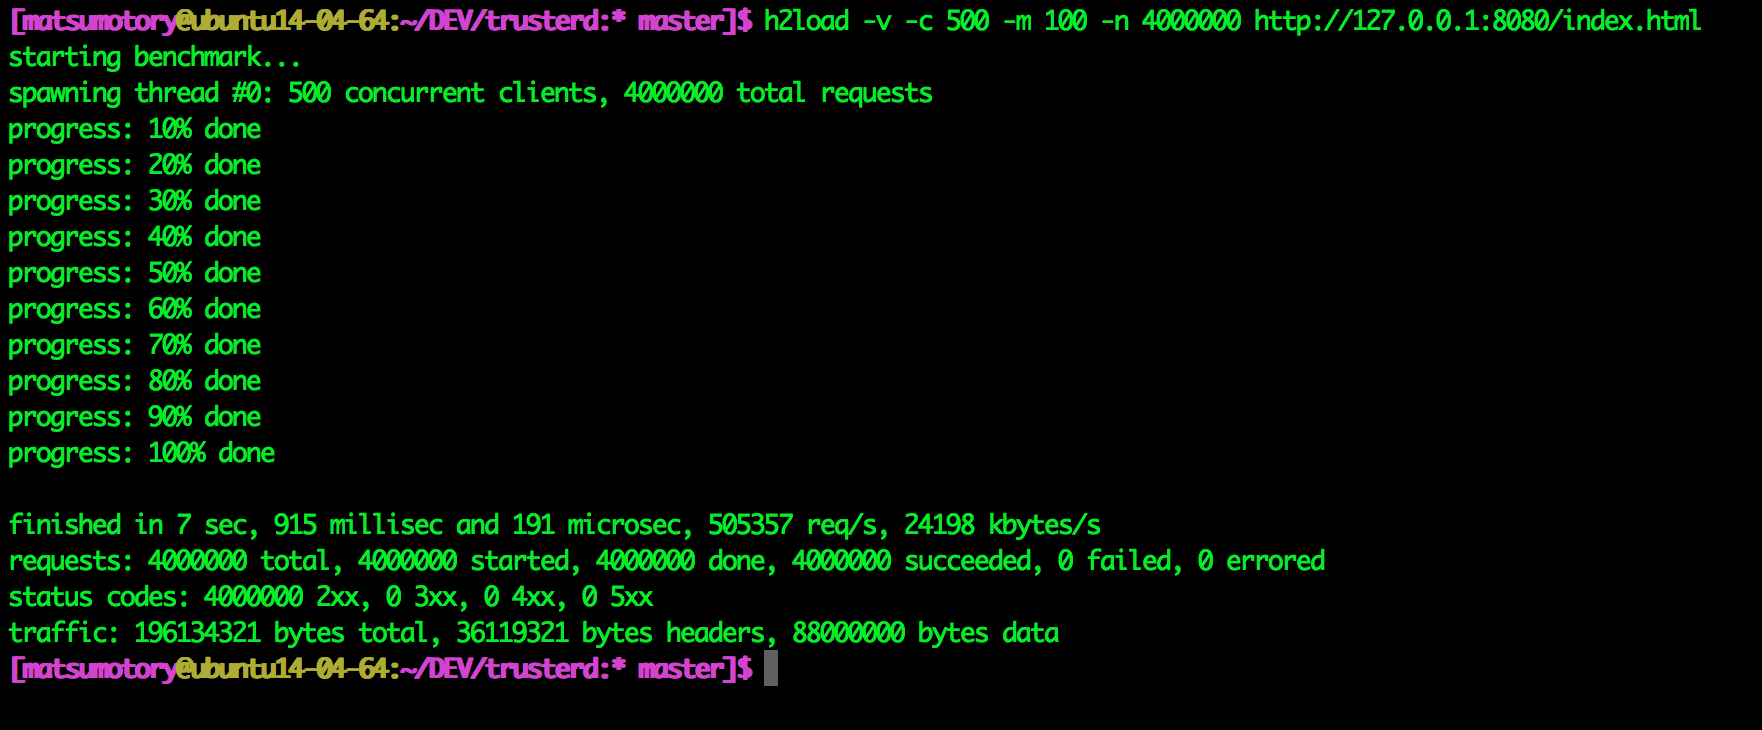 [matsumotory@ubuntu14-04-64:~/DEV/trusterd:* master]$ h2load -v -c 500 -m 100 -n 4000000 http://127.0.0.1:8080/index.html
starting benchmark...
spawning thread #0: 500 concurrent clients, 4000000 total requests
progress: 10% done
progress: 20% done
progress: 30% done
progress: 40% done
progress: 50% done
progress: 60% done
progress: 70% done
progress: 80% done
progress: 90% done
progress: 100% done
finished in 7 sec, 915 millisec and 191 microsec, 505357 req/s, 24198 kbytes/s
requests: 4000000 total, 4000000 started, 4000000 done, 4000000 succeeded, 0 failed, 0 errored
status codes: 4000000 2xx, 0 3xx, 0 4xx, 0 5xx
traffic: 196134321 bytes total, 36119321 bytes headers, 88000000 bytes data
[matsumotory@ubuntu14-04-64:~/DEV/trusterd:* master]$